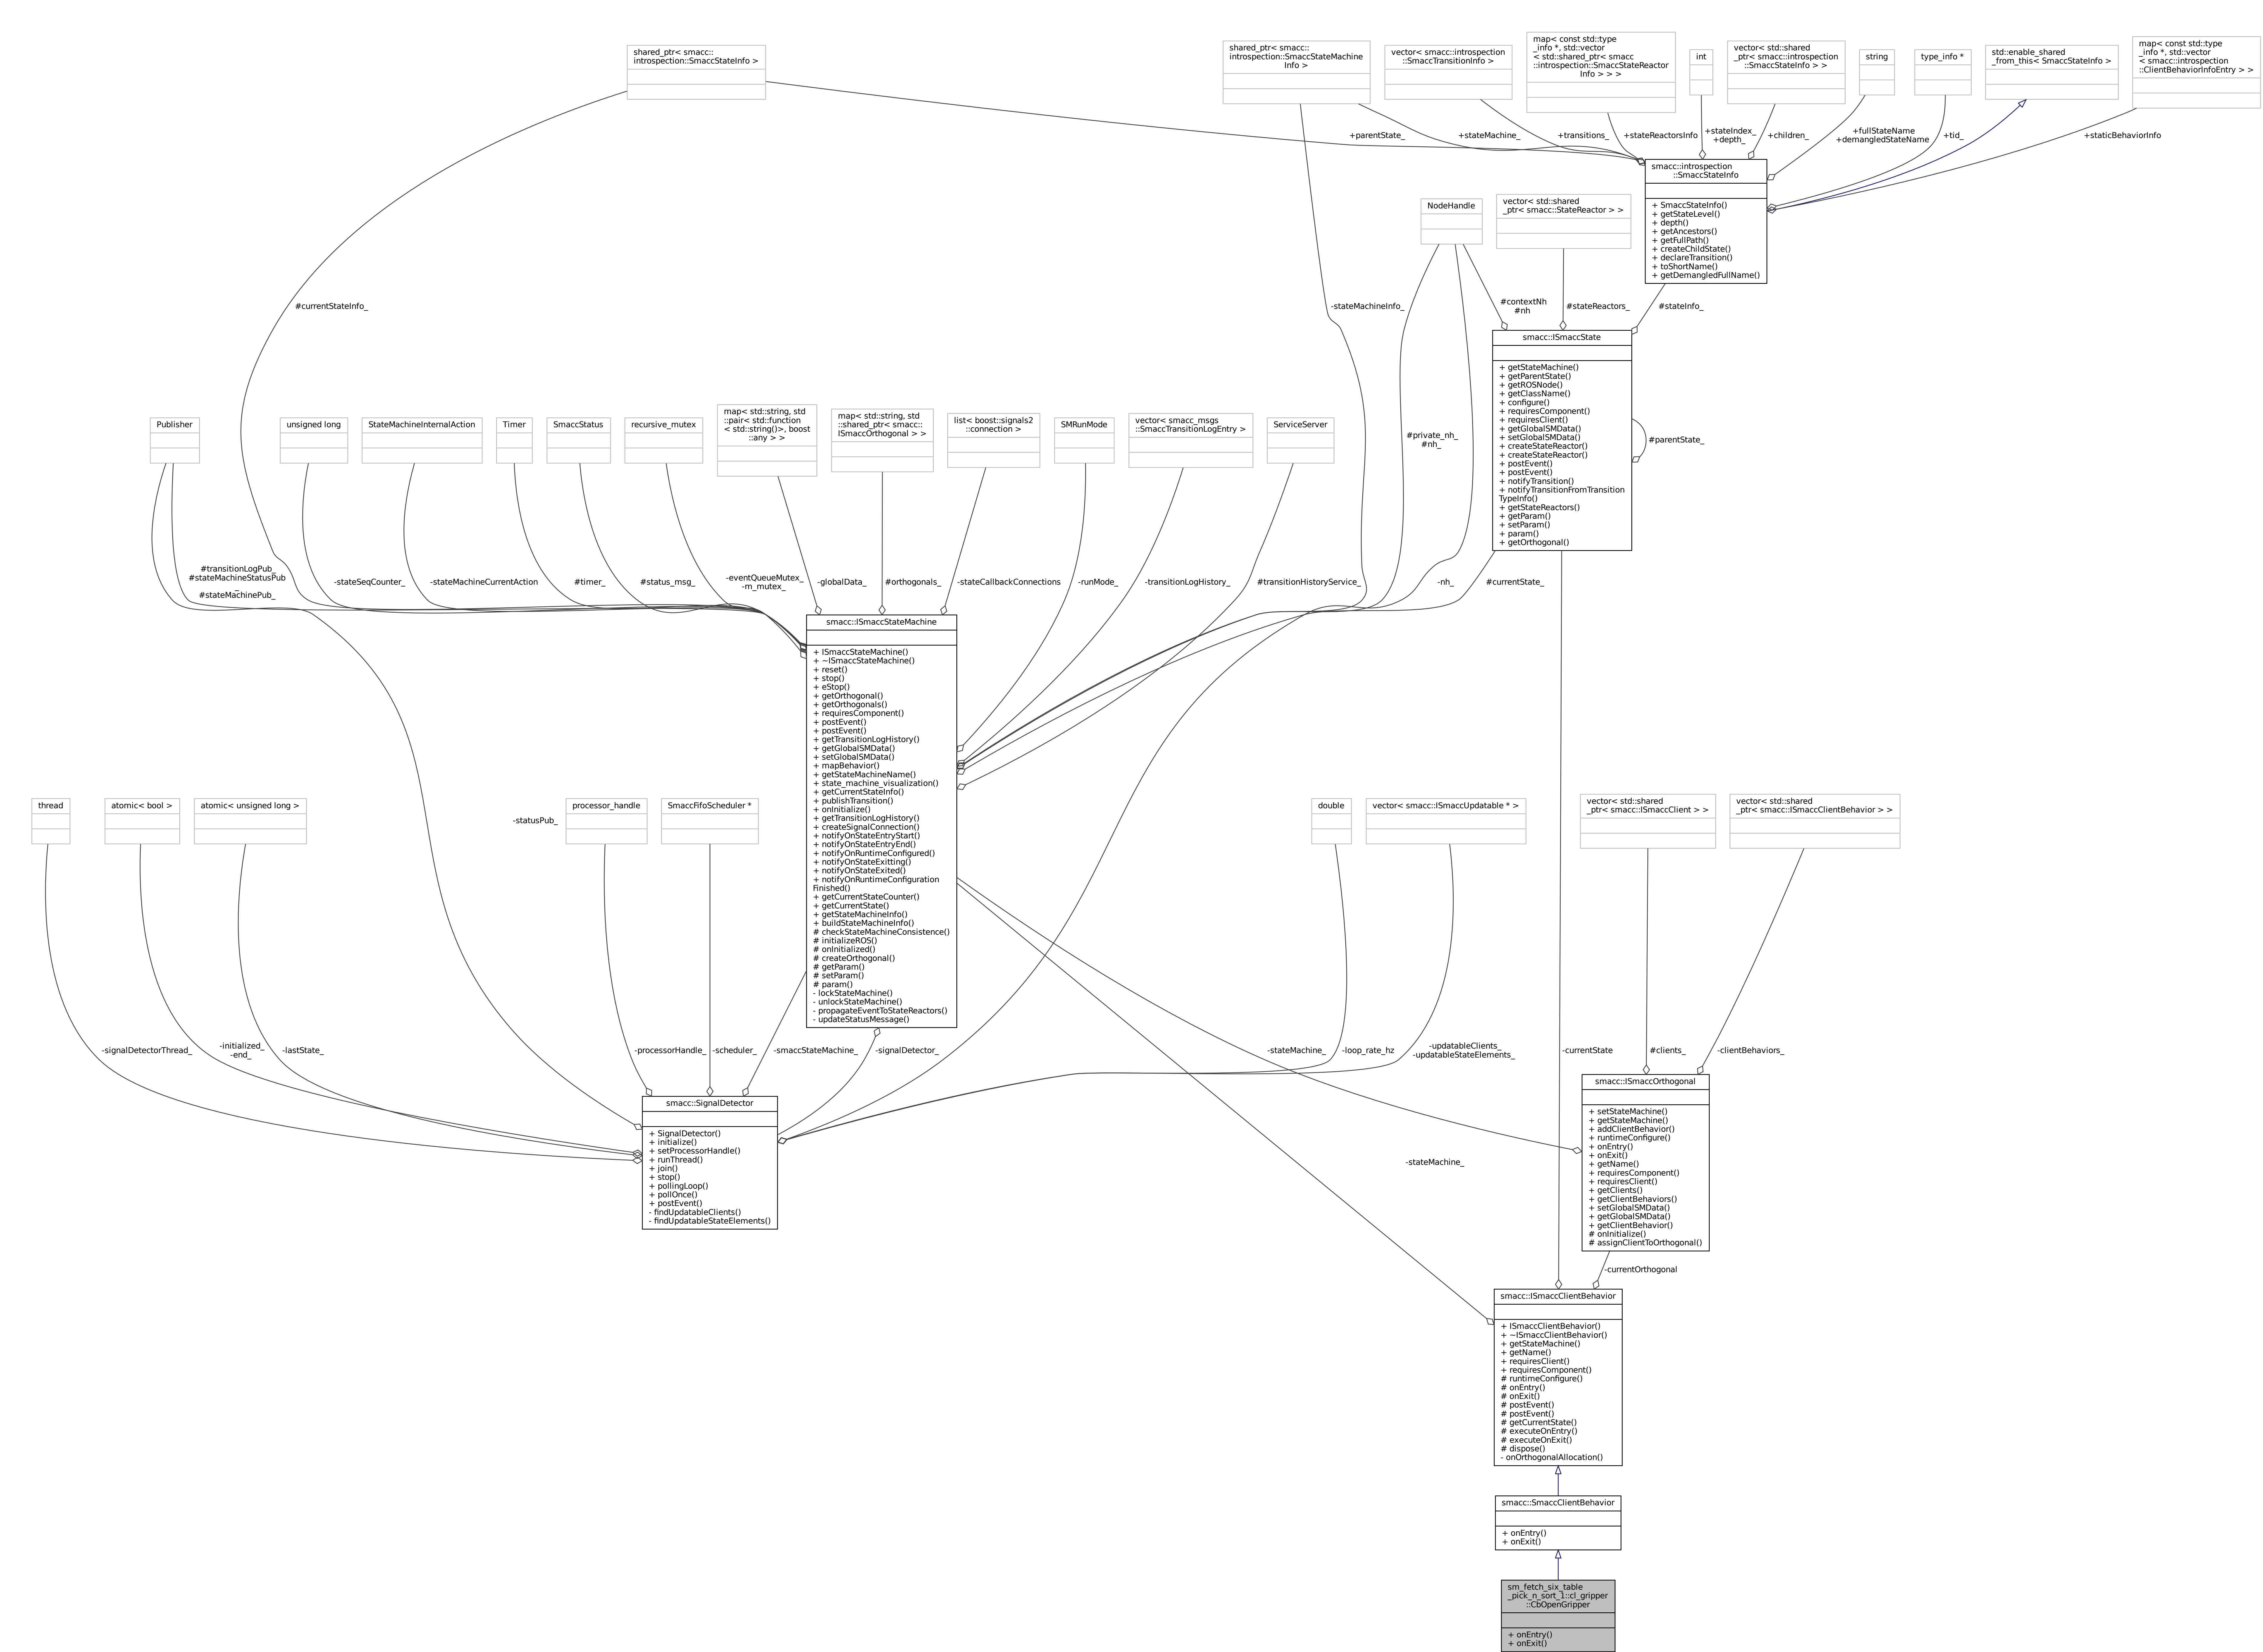 shared_ptr< smacc::
introspection::SmaccStateInfo >
shared_ptr< smacc::
introspection::SmaccStateMachine
Info >
vector< smacc::introspection
::SmaccTransitionInfo >
map< const std::type
_info *, std::vector
< std::shared_ptr< smacc
::introspection::SmaccStateReactor
Info > > >
int
vector< std::shared
_ptr< smacc::introspection
::SmaccStateInfo > >
string
type_info *
std::enable_shared
_from_this< SmaccStateInfo >
map< const std::type
_info *, std::vector
< smacc::introspection
::ClientBehaviorInfoEntry > >
+parentState_
+stateMachine_
+transitions_
+stateReactorsInfo
+stateIndex_
+depth_
+children_
+fullStateName
+demangledStateName
+tid_
+staticBehaviorInfo
smacc::introspection
::SmaccStateInfo
+ SmaccStateInfo()
+ getStateLevel()
+ depth()
+ getAncestors()
+ getFullPath()
+ createChildState()
+ declareTransition()
+ toShortName()
+ getDemangledFullName()
NodeHandle
vector< std::shared
_ptr< smacc::StateReactor > >
#currentStateInfo_
-stateMachineInfo_
#contextNh
#nh
#stateReactors_
#stateInfo_
smacc::ISmaccState
+ getStateMachine()
+ getParentState()
+ getROSNode()
+ getClassName()
+ configure()
+ requiresComponent()
+ requiresClient()
+ getGlobalSMData()
+ setGlobalSMData()
+ createStateReactor()
+ createStateReactor()
+ postEvent()
+ postEvent()
+ notifyTransition()
+ notifyTransitionFromTransition
TypeInfo()
+ getStateReactors()
+ getParam()
+ setParam()
+ param()
+ getOrthogonal()
#parentState_
#private_nh_
#nh_
Publisher
unsigned long
StateMachineInternalAction
Timer
SmaccStatus
recursive_mutex
map< std::string, std
::pair< std::function
< std::string()>, boost
::any > >
map< std::string, std
::shared_ptr< smacc::
ISmaccOrthogonal > >
list< boost::signals2
::connection >
SMRunMode
vector< smacc_msgs
::SmaccTransitionLogEntry >
ServiceServer
#transitionLogPub_
#stateMachineStatusPub
_
#stateMachinePub_
-stateSeqCounter_
-stateMachineCurrentAction
#timer_
#status_msg_
-eventQueueMutex_
-m_mutex_
-globalData_
#orthogonals_
-stateCallbackConnections
-runMode_
-transitionLogHistory_
#transitionHistoryService_
-nh_
#currentState_
smacc::ISmaccStateMachine
+ ISmaccStateMachine()
+ ~ISmaccStateMachine()
+ reset()
+ stop()
+ eStop()
+ getOrthogonal()
+ getOrthogonals()
+ requiresComponent()
+ postEvent()
+ postEvent()
+ getTransitionLogHistory()
+ getGlobalSMData()
+ setGlobalSMData()
+ mapBehavior()
+ getStateMachineName()
+ state_machine_visualization()
+ getCurrentStateInfo()
+ publishTransition()
+ onInitialize()
+ getTransitionLogHistory()
+ createSignalConnection()
+ notifyOnStateEntryStart()
+ notifyOnStateEntryEnd()
+ notifyOnRuntimeConfigured()
+ notifyOnStateExitting()
+ notifyOnStateExited()
+ notifyOnRuntimeConfiguration
Finished()
+ getCurrentStateCounter()
+ getCurrentState()
+ getStateMachineInfo()
+ buildStateMachineInfo()
# checkStateMachineConsistence()
# initializeROS()
# onInitialized()
# createOrthogonal()
# getParam()
# setParam()
# param()
- lockStateMachine()
- unlockStateMachine()
- propagateEventToStateReactors()
- updateStatusMessage()
thread
atomic< bool >
atomic< unsigned long >
-statusPub_
processor_handle
SmaccFifoScheduler *
double
vector< smacc::ISmaccUpdatable * >
vector< std::shared
_ptr< smacc::ISmaccClient > >
vector< std::shared
_ptr< smacc::ISmaccClientBehavior > >
-signalDetectorThread_
-initialized_
-end_
-lastState_
-processorHandle_
-scheduler_
-smaccStateMachine_
-signalDetector_
-stateMachine_
-loop_rate_hz
-updatableClients_
-updatableStateElements_
-currentState
#clients_
-clientBehaviors_
smacc::SignalDetector
+ SignalDetector()
+ initialize()
+ setProcessorHandle()
+ runThread()
+ join()
+ stop()
+ pollingLoop()
+ pollOnce()
+ postEvent()
- findUpdatableClients()
- findUpdatableStateElements()
smacc::ISmaccOrthogonal
+ setStateMachine()
+ getStateMachine()
+ addClientBehavior()
+ runtimeConfigure()
+ onEntry()
+ onExit()
+ getName()
+ requiresComponent()
+ requiresClient()
+ getClients()
+ getClientBehaviors()
+ setGlobalSMData()
+ getGlobalSMData()
+ getClientBehavior()
# onInitialize()
# assignClientToOrthogonal()
-stateMachine_
-currentOrthogonal
smacc::ISmaccClientBehavior
+ ISmaccClientBehavior()
+ ~ISmaccClientBehavior()
+ getStateMachine()
+ getName()
+ requiresClient()
+ requiresComponent()
# runtimeConfigure()
# onEntry()
# onExit()
# postEvent()
# postEvent()
# getCurrentState()
# executeOnEntry()
# executeOnExit()
# dispose()
- onOrthogonalAllocation()
smacc::SmaccClientBehavior
+ onEntry()
+ onExit()
sm_fetch_six_table
_pick_n_sort_1::cl_gripper
::CbOpenGripper
+ onEntry()
+ onExit()